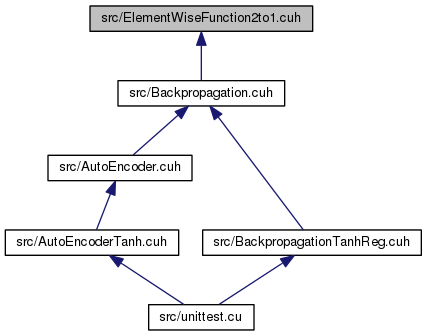 src/ElementWiseFunction2to1.cuh
src/Backpropagation.cuh
src/AutoEncoder.cuh
src/AutoEncoderTanh.cuh
src/BackpropagationTanhReg.cuh
src/unittest.cu